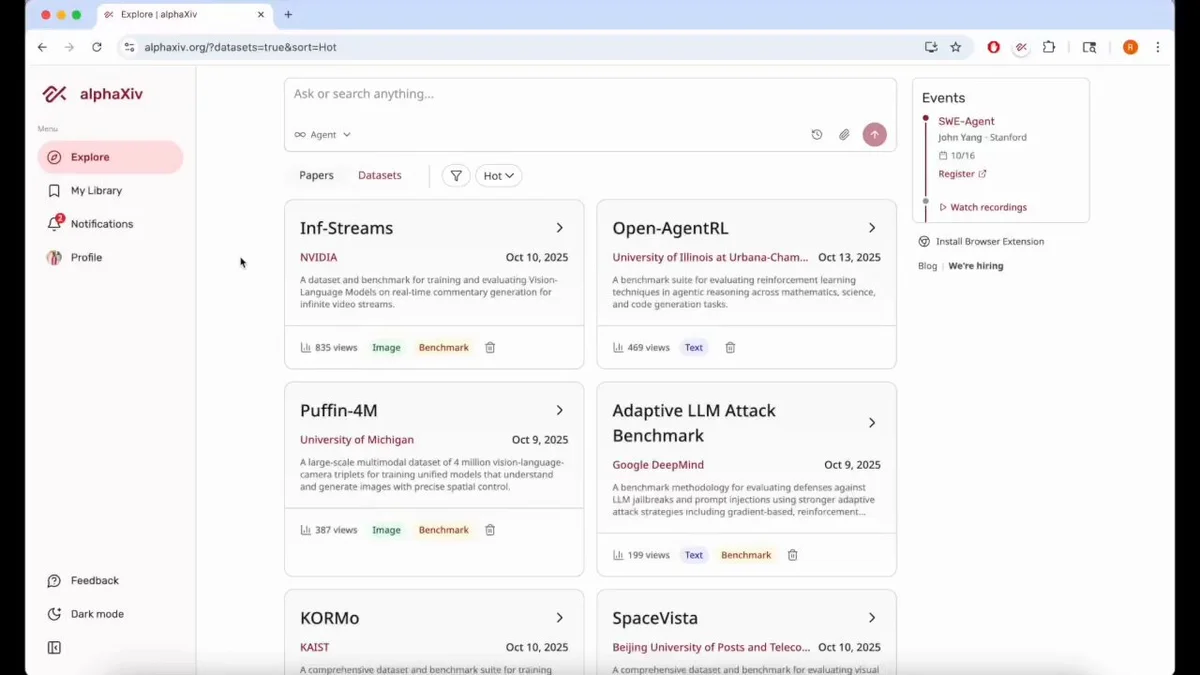 Explore | alphaXiv
alphaxiv.org/?datasets=true&sort=Hot
R
alphaXiv
Menu
Explore
My Library
2
Notifications
Profile
Feedback
Dark mode
Ask or search anything...
Agent
Papers
Datasets
Hot
Inf-Streams
NVIDIA
Oct 10, 2025
A dataset and benchmark for training and evaluating Vision-
Language Models on real-time commentary generation for
infinite video streams.
835 views
Image
Benchmark
Open-AgentRL
University of Illinois at Urbana-Cham...
Oct 13, 2025
A benchmark suite for evaluating reinforcement learning
techniques in agentic reasoning across mathematics, science,
and code generation tasks.
469 views
Text
Puffin-4M
University of Michigan
Oct 9, 2025
A large-scale multimodal dataset of 4 million vision-language-
camera triplets for training unified models that understand
and generate images with precise spatial control.
387 views
Image
Benchmark
Adaptive LLM Attack
Benchmark
Google DeepMind
Oct 9, 2025
A benchmark methodology for evaluating defenses against
LLM jailbreaks and prompt injections using stronger adaptive
attack strategies including gradient-based, reinforcement...
199 views
Text
Benchmark
KORMo
KAIST
Oct 10, 2025
A comprehensive dataset and benchmark suite for training
SpaceVista
Beijing University of Posts and Teleco...
Oct 10, 2025
A comprehensive dataset and benchmark for evaluating visual
Events
SWE-Agent
John Yang · Stanford
10/16
Register
Watch recordings
Install Browser Extension
Blog | We're hiring